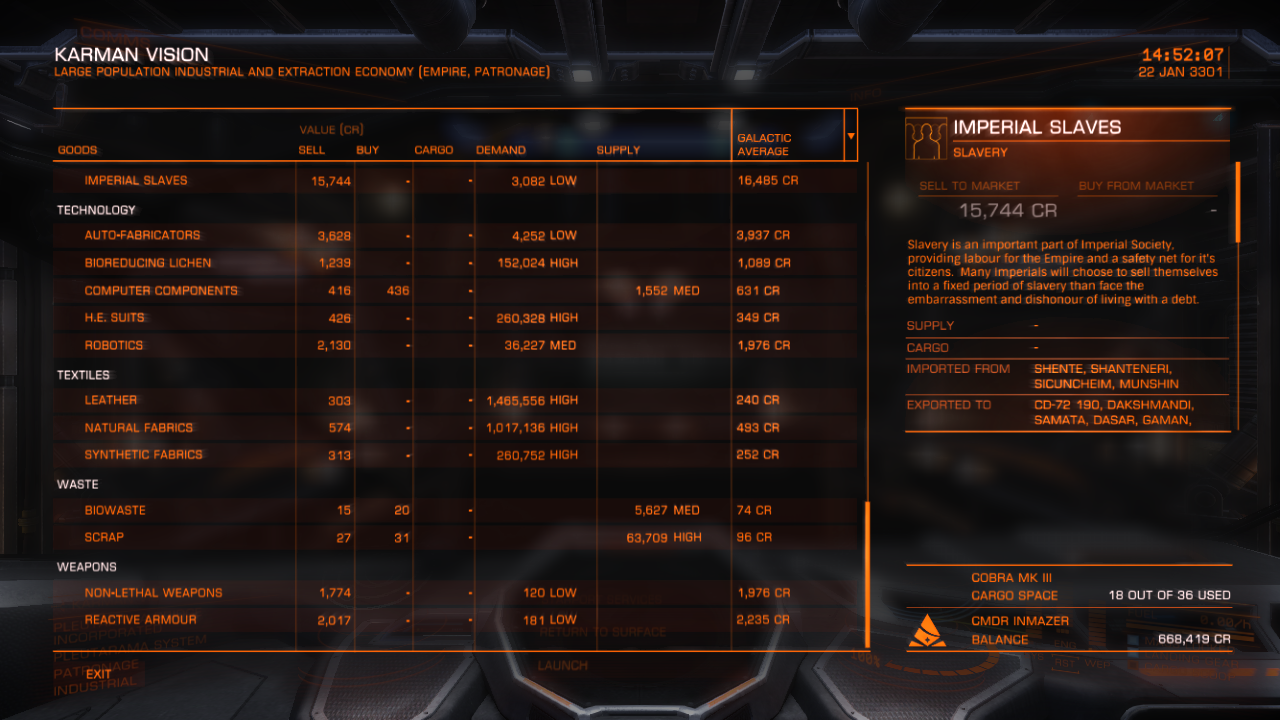 KARMAN VISION
LARGE POPULATION INDUSTRIAL AND EXTRACTION ECONOMY (EMPIRE, PATRONAGE)
14:52:07
22 JAN 3301
VALUE (CR)
GOODS SELL BUY CARGO DEMAND SUPPLY GALACTIC AVERAGE
IMPERIAL SLAVES 15,744 - - 3,082 LOW 16,485 CR
TECHNOLOGY
AUTO-FABRICATORS 3,628 - - 4,252 LOW 3,937 CR
BIOREDUCING LICHEN 1,239 - - 152,024 HIGH 1,089 CR
COMPUTER COMPONENTS 416 436 - 1,552 MED 631 CR
H.E. SUITS 426 - - 260,328 HIGH 349 CR
ROBOTICS 2,130 - - 36,227 MED 1,976 CR
TEXTILES
LEATHER 303 - - 1,465,556 HIGH 240 CR
NATURAL FABRICS 574 - - 1,017,136 HIGH 493 CR
SYNTHETIC FABRICS 313 - - 260,752 HIGH 252 CR
WASTE
BIOWASTE 15 20 - 5,627 MED 74 CR
SCRAP 27 31 - 63,709 HIGH 96 CR
WEAPONS
NON-LETHAL WEAPONS 1,774 - - 120 LOW 1,976 CR
REACTIVE ARMOUR 2,017 - - 181 LOW 2,235 CR
RETURN TO SURFACE
LAUNCH
EXIT
PLEUTARAMA SYSTEM
PATRONAGE
INDUSTRIAL
IMPERIAL SLAVES
SLAVERY
SELL TO MARKET BUY FROM MARKET
15,744 CR -
Slavery is an important part of Imperial Society,
providing labour for the Empire and a safety net for it's
citizens. Many Imperials will choose to sell themselves
into a fixed period of slavery than face the
embarrassment and dishonour of living with a debt.
SUPPLY -
CARGO -
IMPORTED FROM SHENTE, SHANTENERI,
SICUNCHEIM, MUNSHIN
EXPORTED TO CD-72 190, DAKSHMANDI,
SAMATA, DASAR, GAMAN,
COBRA MK III
CARGO SPACE 18 OUT OF 36 USED
CMDR INMAZER
BALANCE 668,419 CR